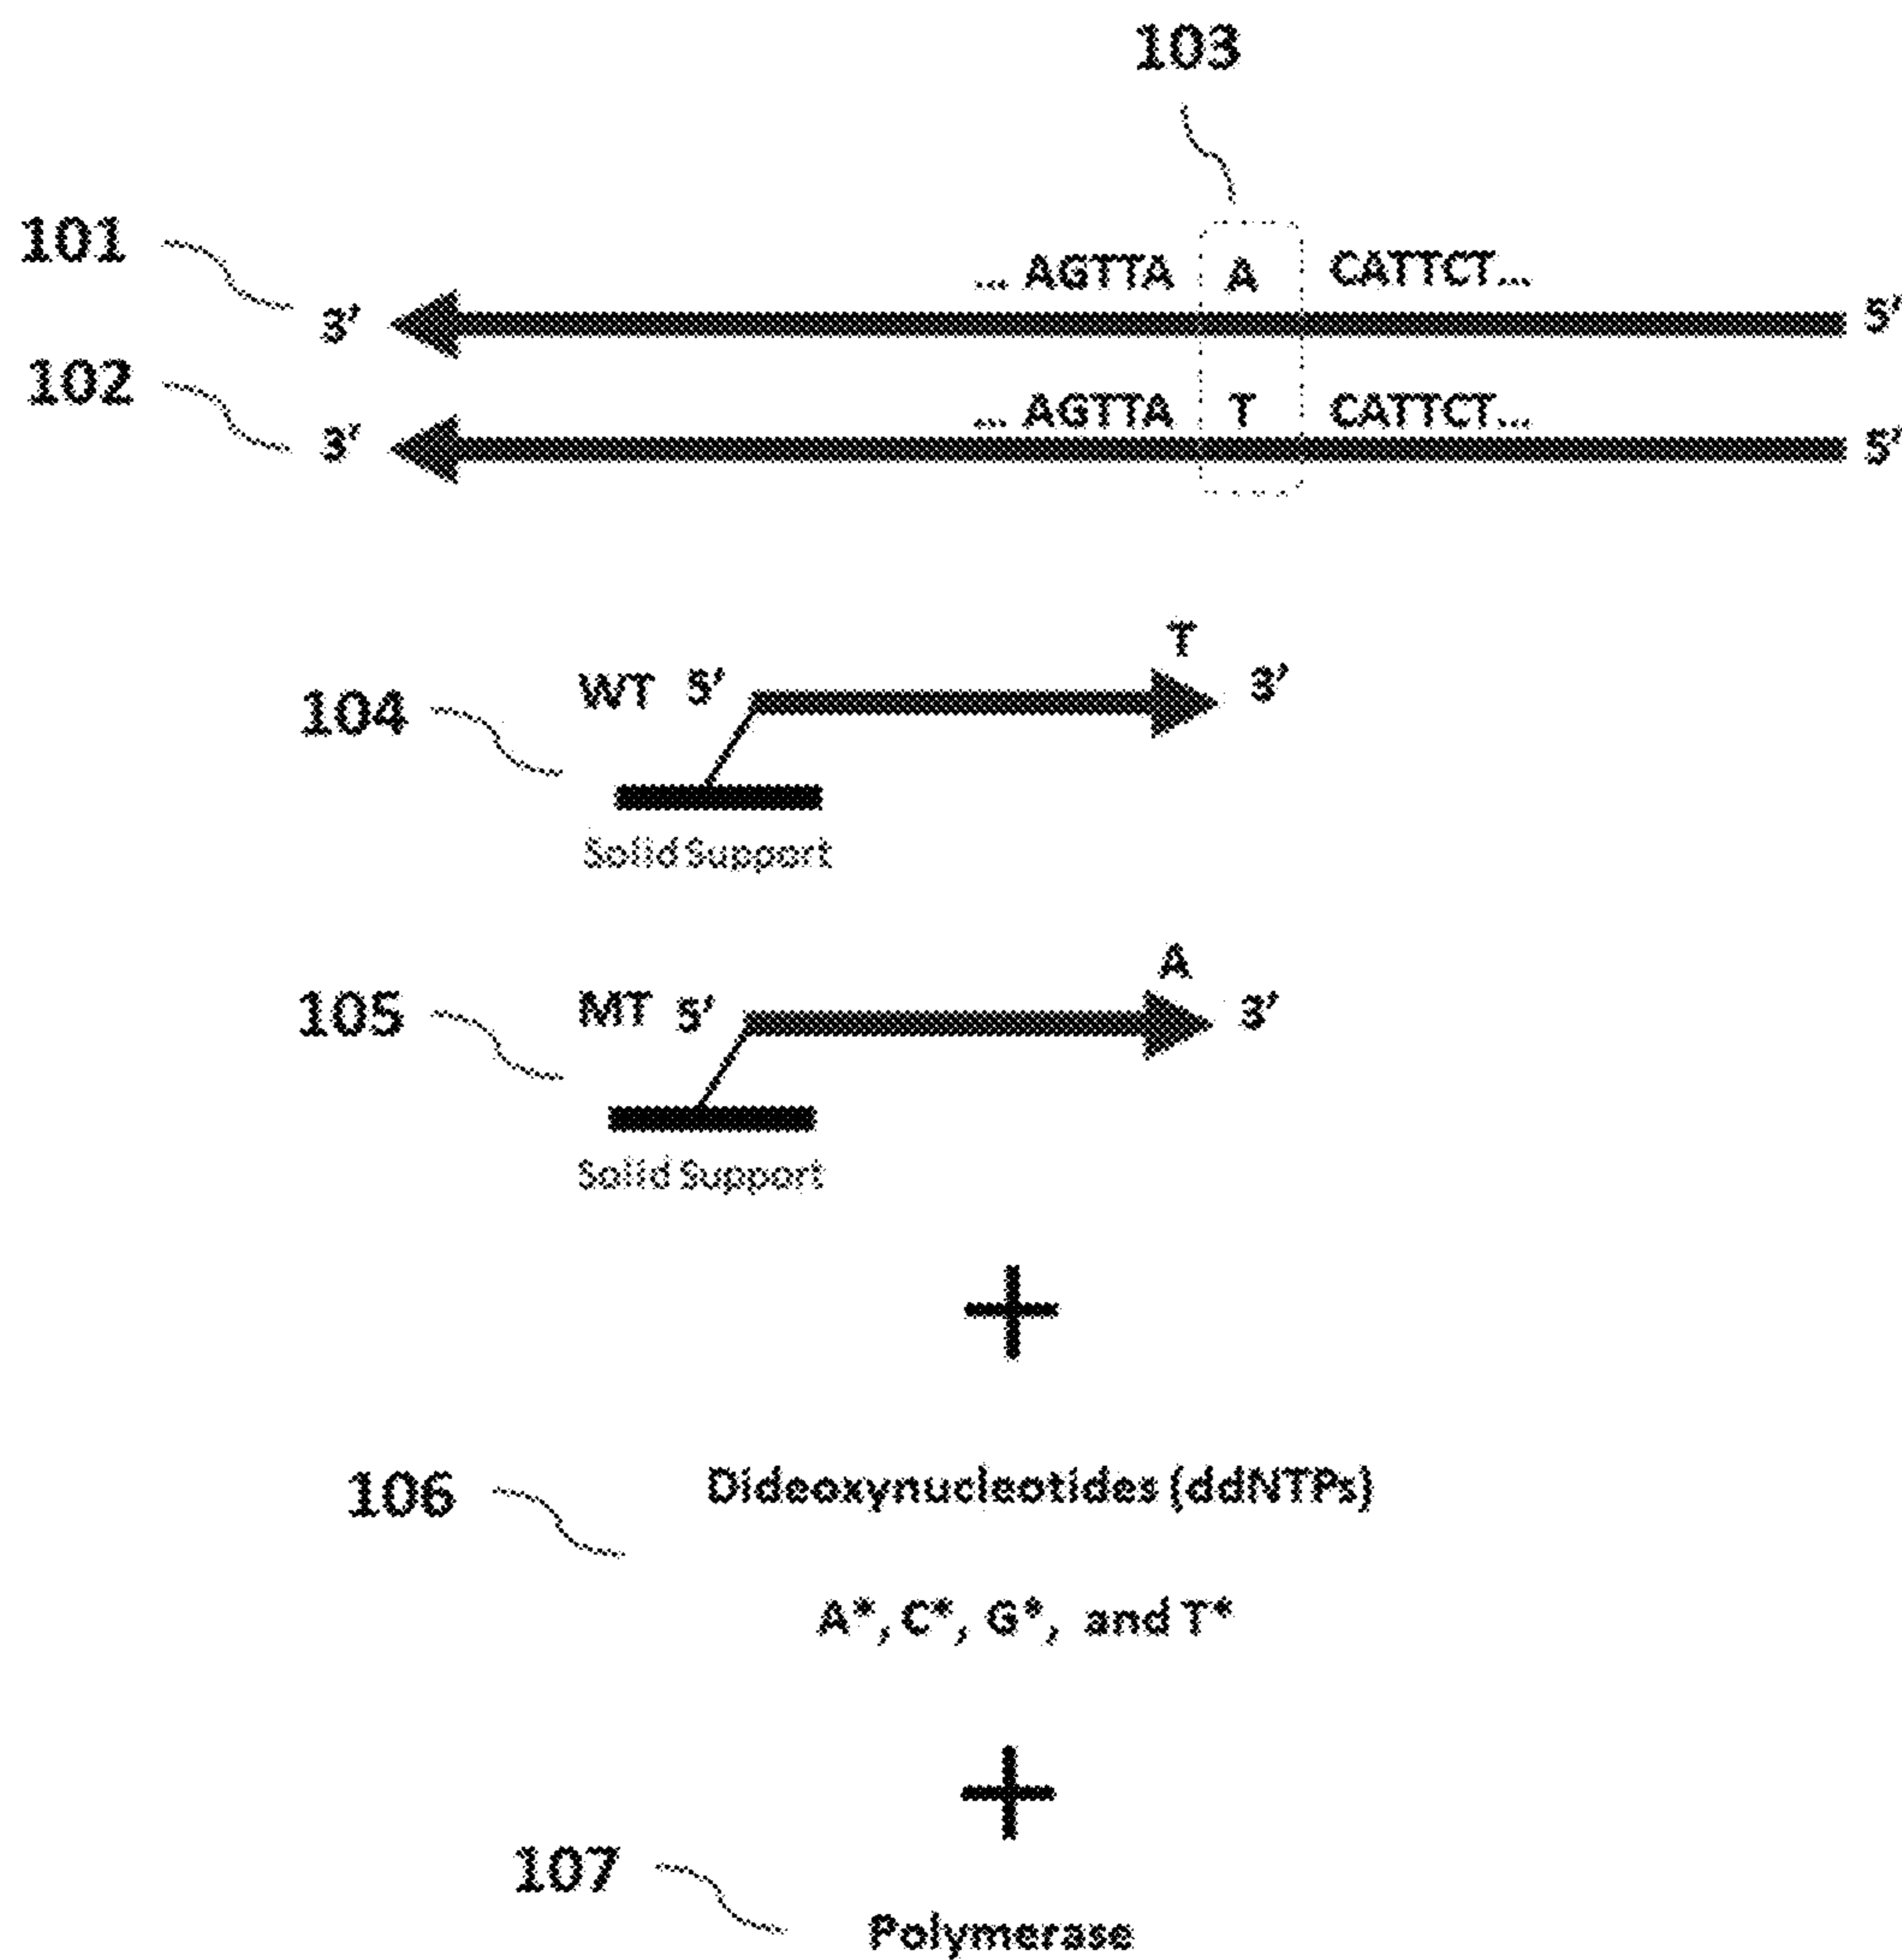 103
101
... AGTTA A CATTCT...
3' 5'
102
... AGTTA T CATTCT...
3' 5'
T
104 WT 5' 3'
Solid Support
A
105 MT 5' 3'
Solid Support
+
106 Dideoxynucleotides (ddNTPs)
A*, C*, G*, and T*
+
107
Polymerase